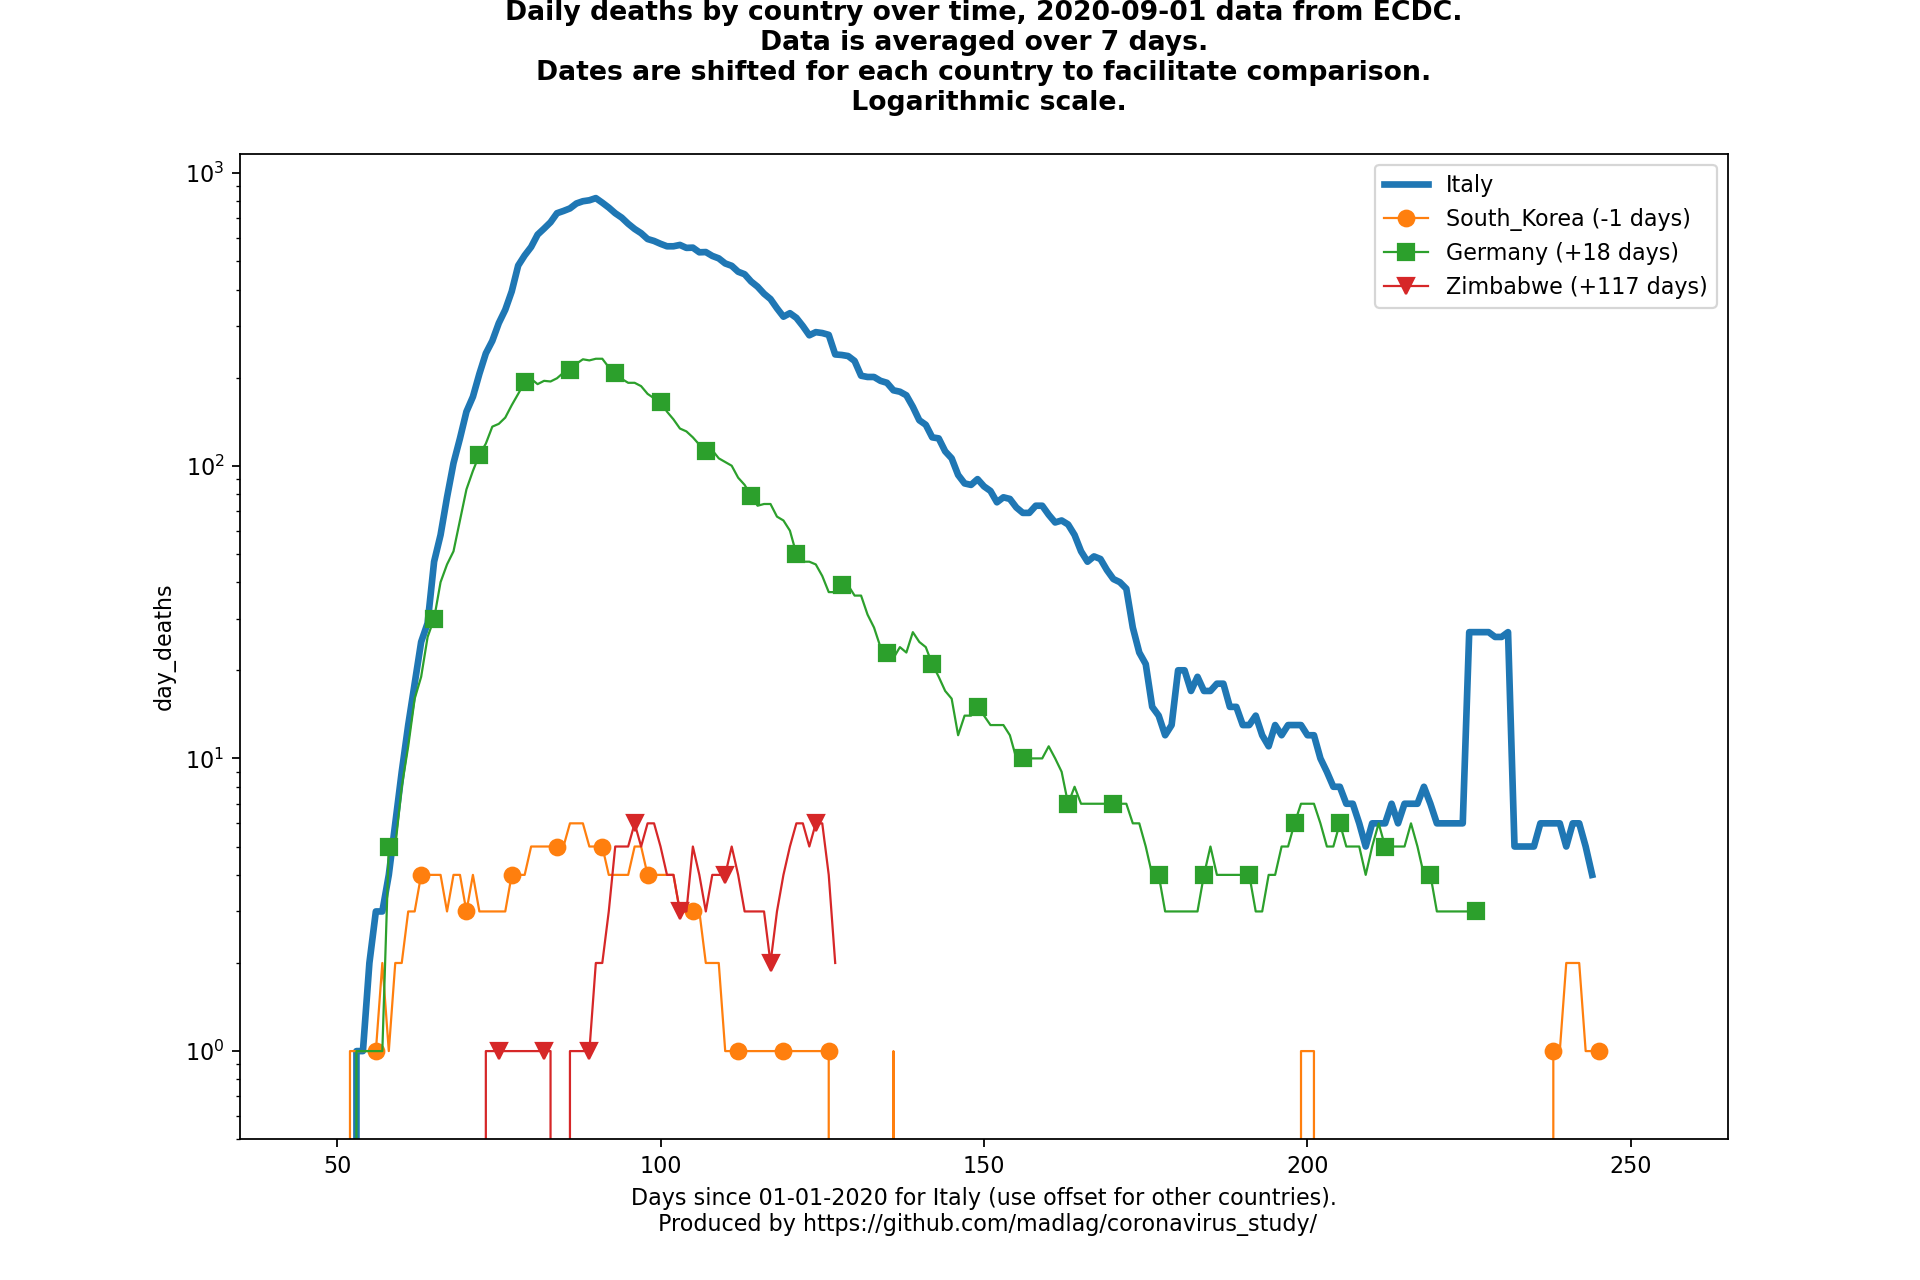 Daily deaths by country over time, 2020-09-01 data from ECDC.
Data is averaged over 7 days.
Dates are shifted for each country to facilitate comparison.
Logarithmic scale.
10³
10²
10¹
10⁰
day_deaths
Italy
South_Korea (-1 days)
Germany (+18 days)
Zimbabwe (+117 days)
50 100 150 200 250
Days since 01-01-2020 for Italy (use offset for other countries).
Produced by https://github.com/madlag/coronavirus_study/